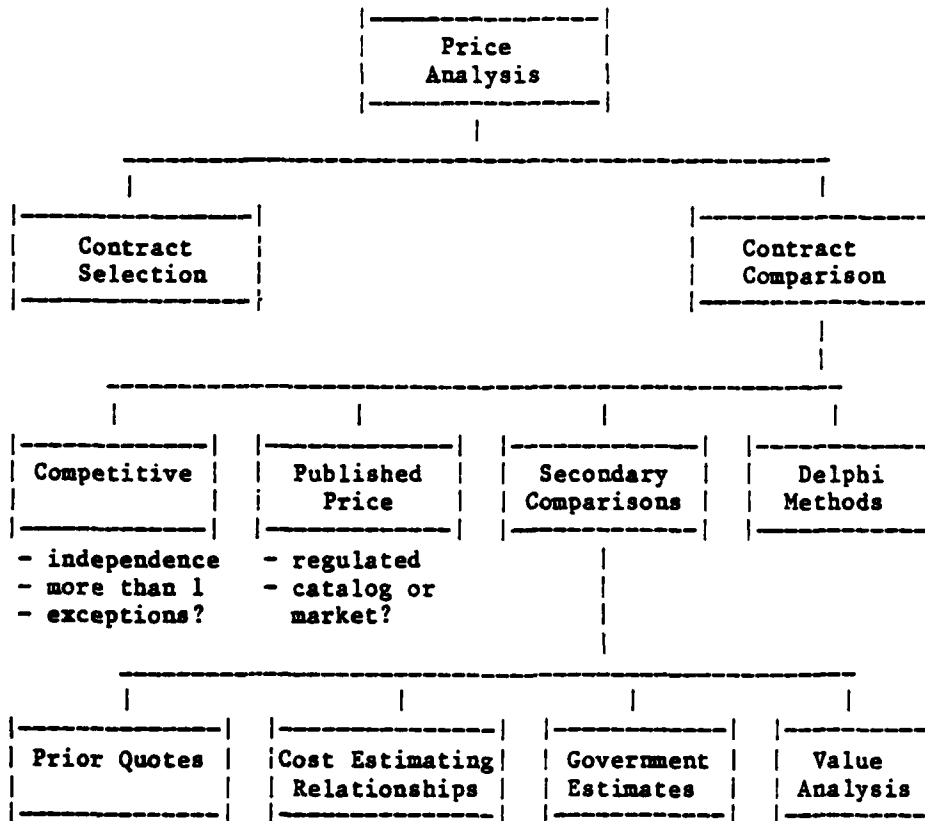 Price
Analysis
Contract
Selection
Contract
Comparison
Competitive
Published
Price
Secondary
Comparisons
Delphi
Methods
- independence
- more than 1
- exceptions?
- regulated
- catalog or
market?
Prior Quotes
Cost Estimating
Relationships
Government
Estimates
Value
Analysis